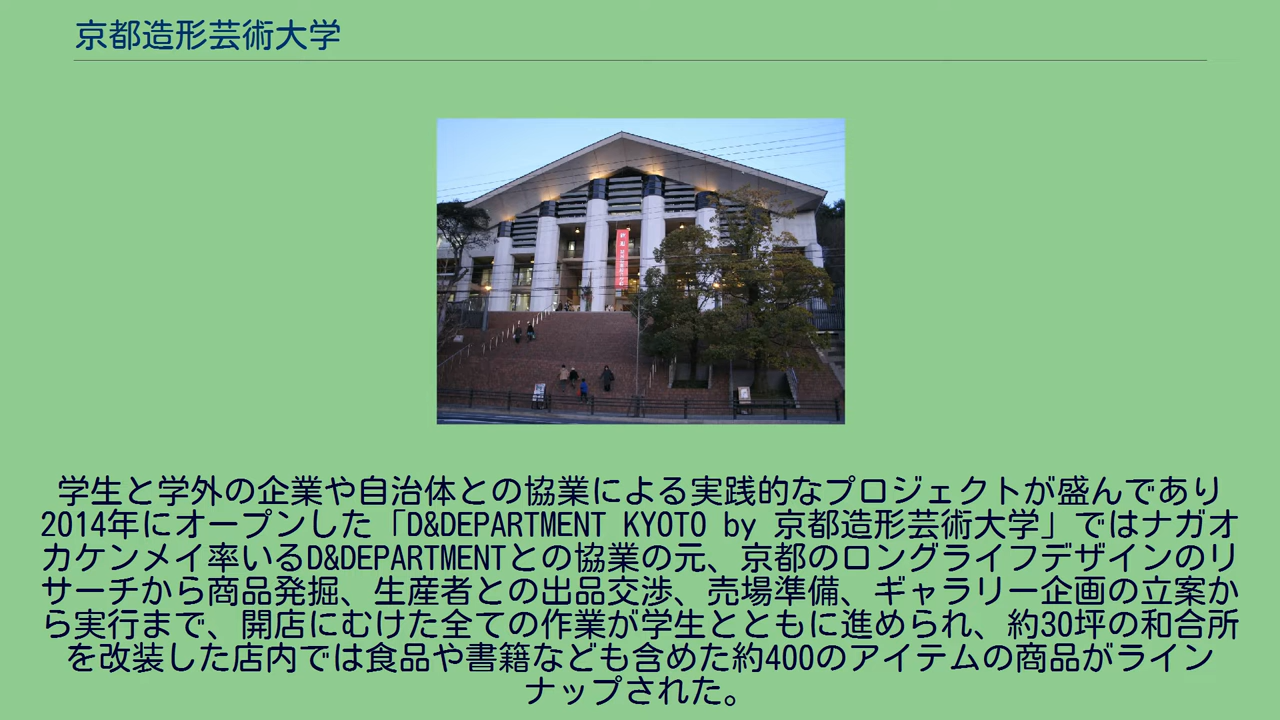 京都造形芸術大学
学生と学外の企業や自治体との協業による実践的なプロジェクトが盛んであり
2014年にオープンした「D&DEPARTMENT KYOTO by 京都造形芸術大学」ではナガオ
カケンメイ率いるD&DEPARTMENTとの協業の元、京都のロングライフデザインのリ
サーチから商品発掘、生産者との出品交渉、売場準備、ギャラリー企画の立案か
ら実行まで、開店にむけた全ての作業が学生とともに進められ、約30坪の和合所
を改装した店内では食品や書籍なども含めた約400のアイテムの商品がライン
ナップされた。